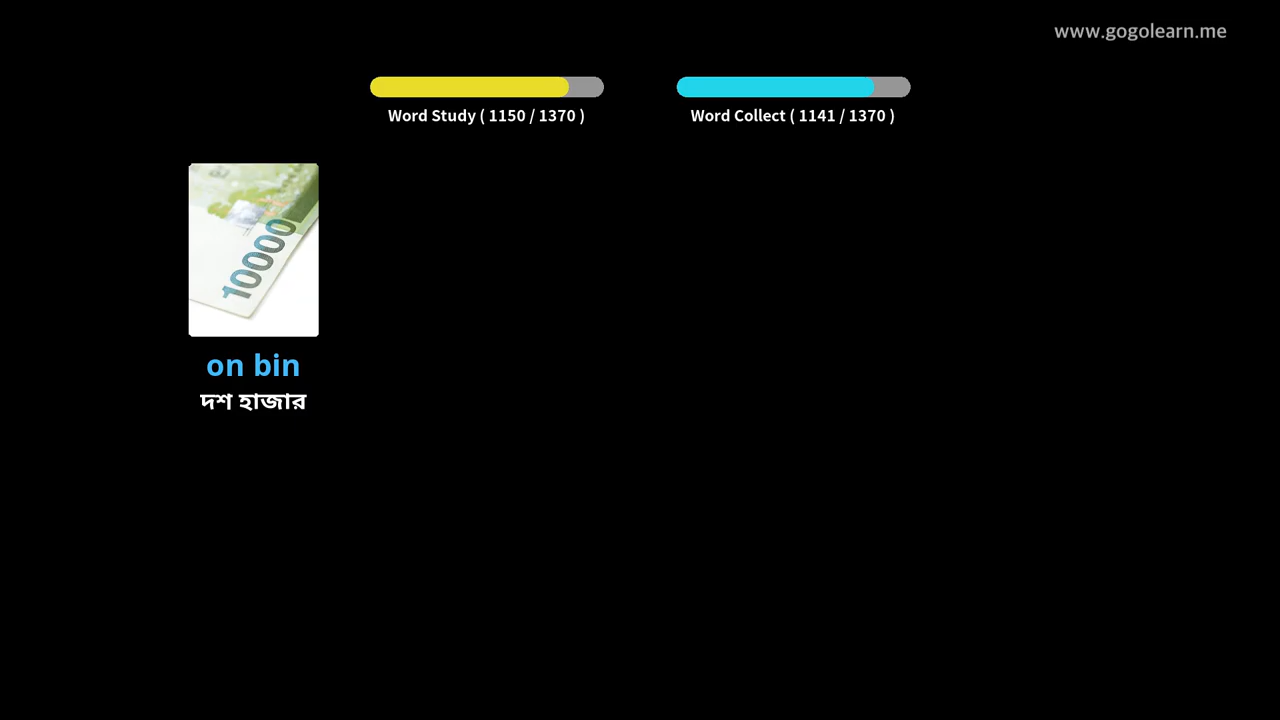 www.gogolearn.me
Word Study ( 1150 / 1370 )
Word Collect ( 1141 / 1370 )
10000
on bin
দশ হাজার